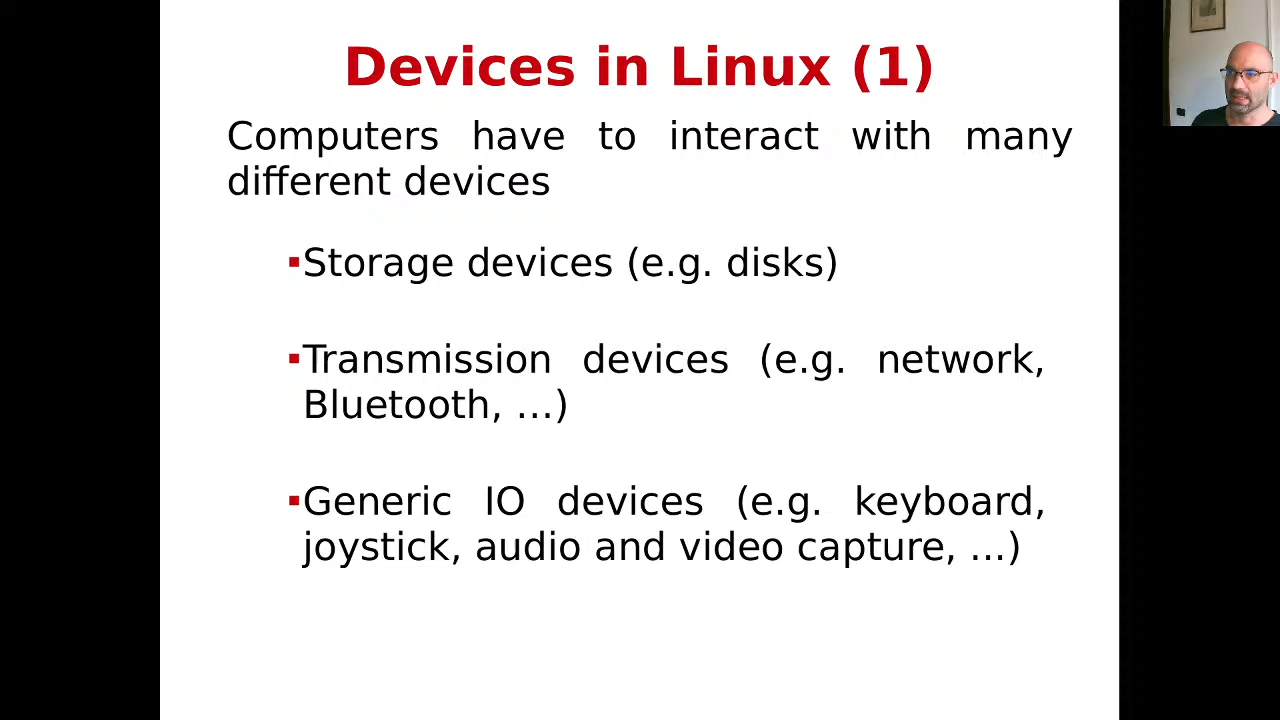 Devices in Linux (1)
Computers have to interact with many
different devices
▪Storage devices (e.g. disks)
▪Transmission devices (e.g. network,
Bluetooth, ...)
▪Generic IO devices (e.g. keyboard,
joystick, audio and video capture, ...)